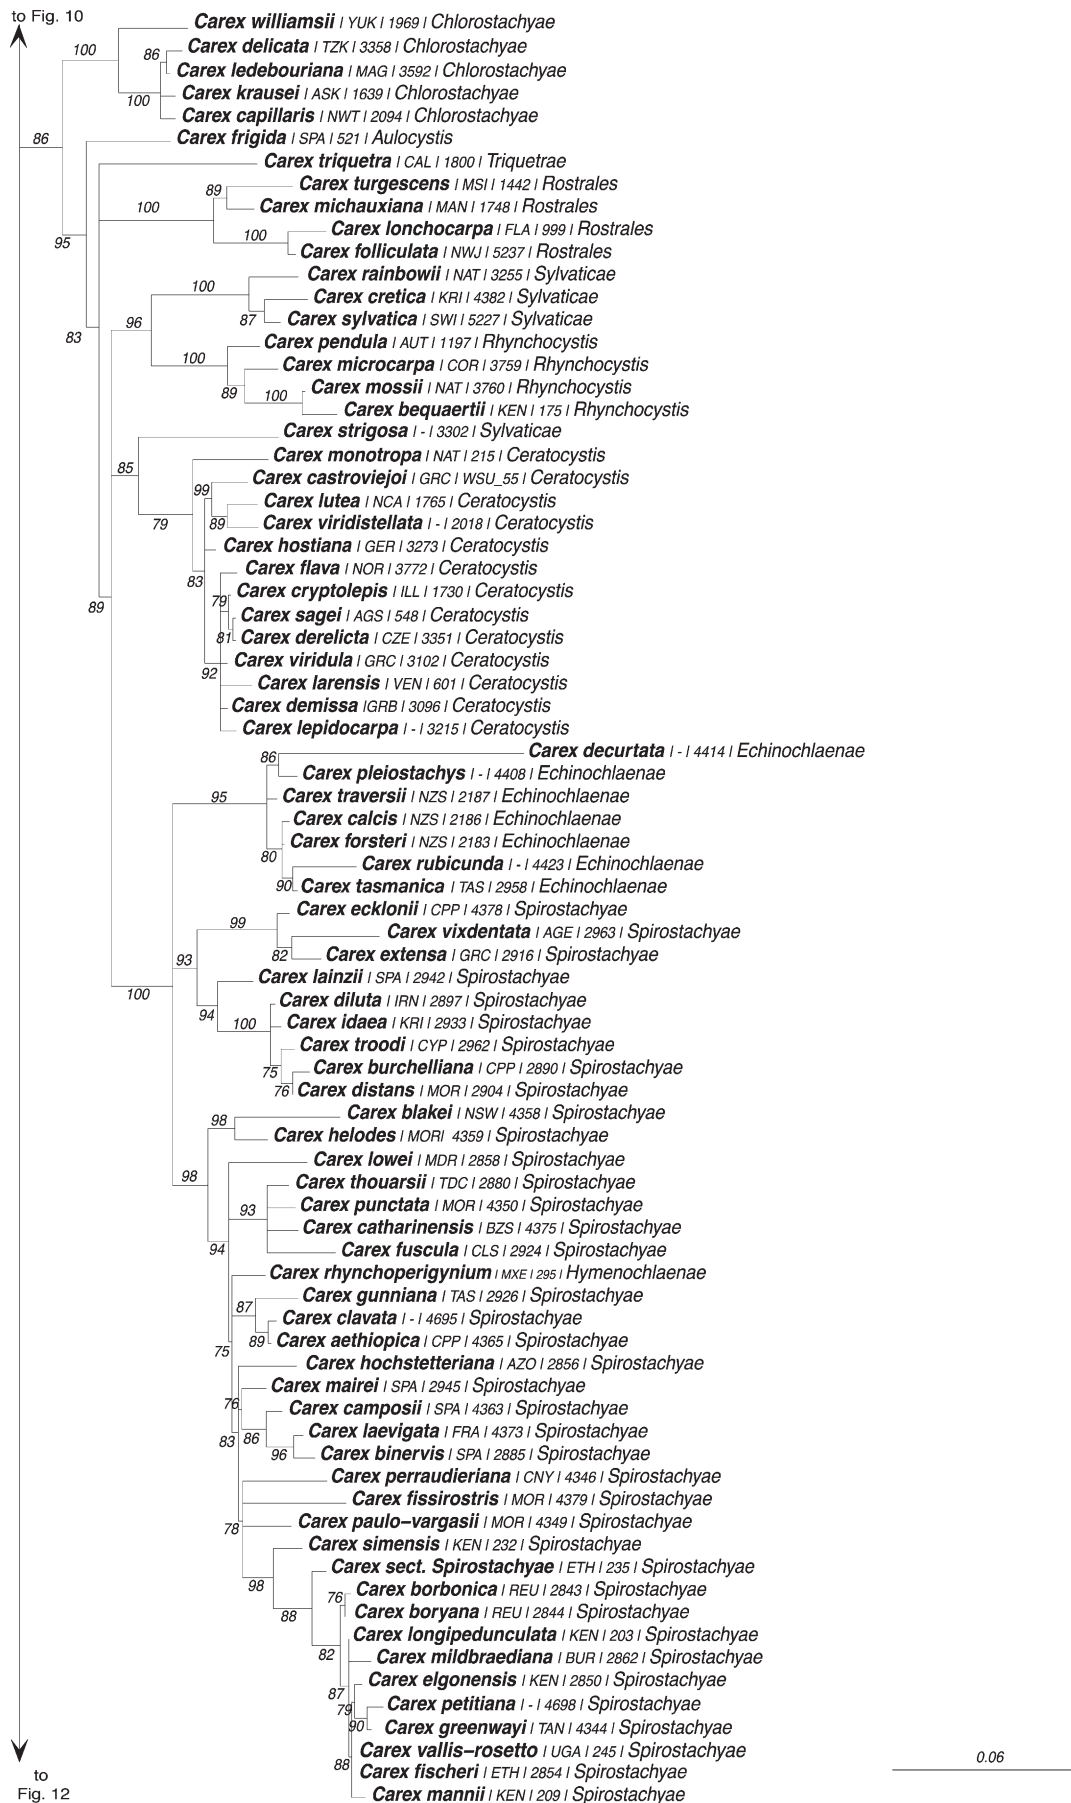 to Fig. 10
Carex williamsii I YUK I 1969 I Chlorostachyae
Carex delicata I TZK I 3358 I Chlorostachyae
100
86
Carex ledebouriana I MAG I 3592 I Chlorostachyae
Carex krausei I ASK I 1639 I Chlorostachyae
100
Carex capillaris I NWT I 2094 I Chlorostachyae
86
Carex frigida I SPA I 521 I Aulocystis
Carex triquetra I CAL I 1800 I Triquetrae
Carex turgescens I MSI I 1442 I Rostrales
89
100
Carex michauxiana I MAN I 1748 I Rostrales
Carex lonchocarpa I FLA I 999 I Rostrales
100
95
Carex folliculata I NWJ I 5237 I Rostrales
Carex rainbowii I NAT I 3255 I Sylvaticae
100
Carex cretica I KRI I 4382 I Sylvaticae
87
Carex sylvatica I SWI I 5227 I Sylvaticae
96
83
Carex pendula I AUT I 1197 I Rhynchocystis
100
Carex microcarpa I COR I 3759 I Rhynchocystis
89
Carex mossii I NAT I 3760 I Rhynchocystis
100
Carex bequaertii I KEN I 175 I Rhynchocystis
Carex strigosa I - I 3302 I Sylvaticae
Carex monotropa I NAT I 215 I Ceratocystis
85
Carex castroviejoi I GRC I WSU_55 I Ceratocystis
99
Carex lutea I NCA I 1765 I Ceratocystis
79
89
Carex viridistellata I - I 2018 I Ceratocystis
Carex hostiana I GER I 3273 I Ceratocystis
Carex flava I NOR I 3772 I Ceratocystis
83
Carex cryptolepis I ILL I 1730 I Ceratocystis
79
89
Carex sagei I AGS I 548 I Ceratocystis
81
Carex derelicta I CZE I 3351 I Ceratocystis
Carex viridula I GRC I 3102 I Ceratocystis
92
Carex larensis I VEN I 601 I Ceratocystis
Carex demissa IGRB I 3096 I Ceratocystis
Carex lepidocarpa I - I 3215 I Ceratocystis
Carex decurtata I - I 4414 I Echinochlaenae
86
Carex pleiostachys I - I 4408 I Echinochlaenae
95
Carex traversii I NZS I 2187 I Echinochlaenae
Carex calcis I NZS I 2186 I Echinochlaenae
Carex forsteri I NZS I 2183 I Echinochlaenae
80
Carex rubicunda I - I 4423 I Echinochlaenae
90
Carex tasmanica I TAS I 2958 I Echinochlaenae
Carex ecklonii I CPP I 4378 I Spirostachyae
99
Carex vixdentata I AGE I 2963 I Spirostachyae
82
Carex extensa I GRC I 2916 I Spirostachyae
93
Carex lainzii I SPA I 2942 I Spirostachyae
100
Carex diluta I IRN I 2897 I Spirostachyae
94
100
Carex idaea I KRI I 2933 I Spirostachyae
Carex troodi I CYP I 2962 I Spirostachyae
75
Carex burchelliana I CPP I 2890 I Spirostachyae
76
Carex distans I MOR I 2904 I Spirostachyae
Carex blakei I NSW I 4358 I Spirostachyae
98
Carex helodes I MORI 4359 I Spirostachyae
Carex lowei I MDR I 2858 I Spirostachyae
98
Carex thouarsii I TDC I 2880 I Spirostachyae
93
Carex punctata I MOR I 4350 I Spirostachyae
Carex catharinensis I BZS I 4375 I Spirostachyae
94
Carex fuscula I CLS I 2924 I Spirostachyae
Carex rhynchoperigynium I MXE I 295 I Hymenochlaenae
Carex gunniana I TAS I 2926 I Spirostachyae
87
Carex clavata I - I 4695 I Spirostachyae
89
Carex aethiopica I CPP I 4365 I Spirostachyae
75
Carex hochstetteriana I AZO I 2856 I Spirostachyae
Carex mairei I SPA I 2945 I Spirostachyae
76
Carex camposii I SPA I 4363 I Spirostachyae
83
86
Carex laevigata I FRA I 4373 I Spirostachyae
96
Carex binervis I SPA I 2885 I Spirostachyae
Carex perraudieriana I CNY I 4346 I Spirostachyae
Carex fissirostris I MOR I 4379 I Spirostachyae
78
Carex paulo–vargasii I MOR I 4349 I Spirostachyae
Carex simensis I KEN I 232 I Spirostachyae
Carex sect. Spirostachyae I ETH I 235 I Spirostachyae
98
Carex borbonica I REU I 2843 I Spirostachyae
76
88
Carex boryana I REU I 2844 I Spirostachyae
Carex longipedunculata I KEN I 203 I Spirostachyae
82
Carex mildbraediana I BUR I 2862 I Spirostachyae
Carex elgonensis I KEN I 2850 I Spirostachyae
87
Carex petitiana I - I 4698 I Spirostachyae
79
90
Carex greenwayi I TAN I 4344 I Spirostachyae
Carex vallis–rosetto I UGA I 245 I Spirostachyae
0.06
88
Carex fischeri I ETH I 2854 I Spirostachyae
to
Fig. 12
Carex mannii I KEN I 209 I Spirostachyae